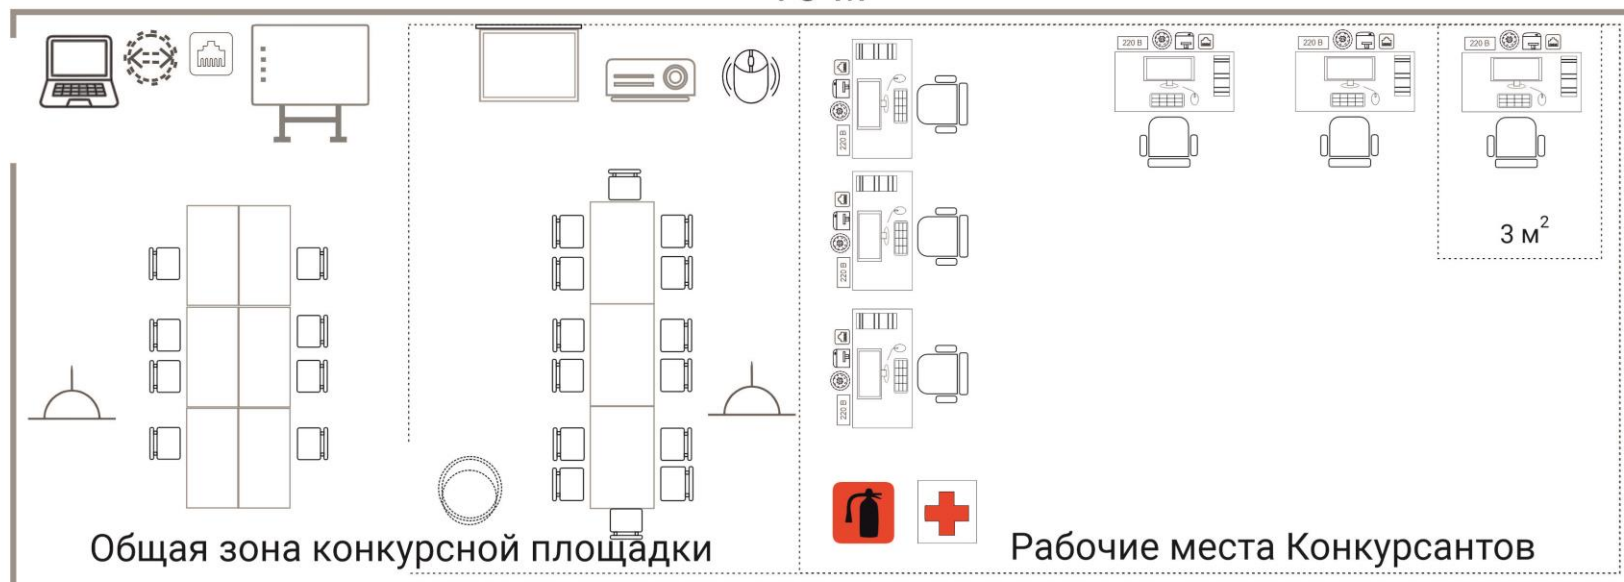 220 В
220 В
220 В
220 В
220 В
220 В
3 м²
Общая зона конкурсной площадки
Рабочие места Конкурсантов